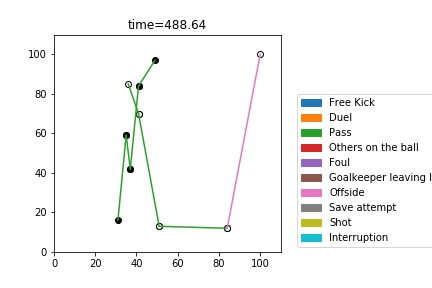 time=488.64
100
80
60
40
20
0
0 20 40 60 80 100
Free Kick
Duel
Pass
Others on the ball
Foul
Goalkeeper leaving l
Offside
Save attempt
Shot
Interruption